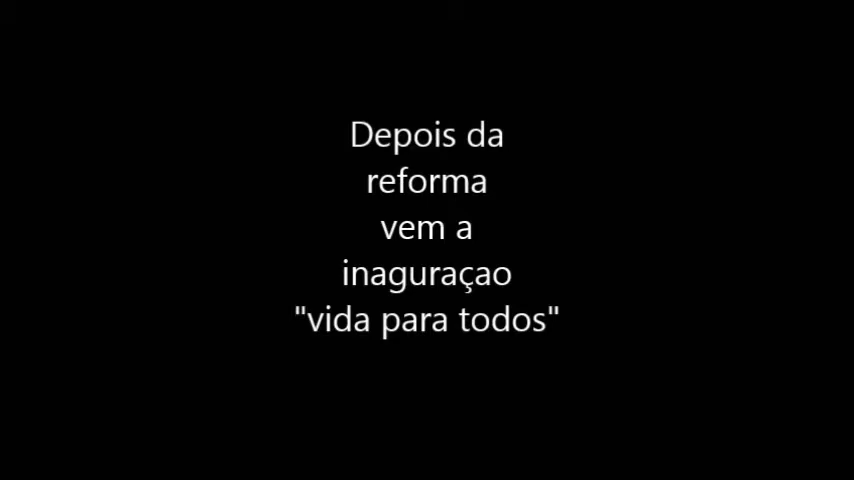 Depois da
reforma
vem a
inaguraçao
"vida para todos"